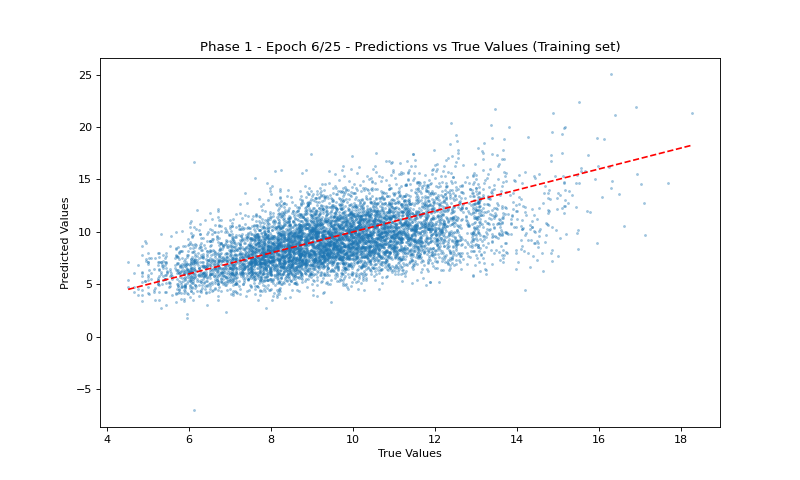 Phase 1 - Epoch 6/25 - Predictions vs True Values (Training set)
25
20
15
10
5
0
−5
Predicted Values
4 6 8 10 12 14 16 18
True Values